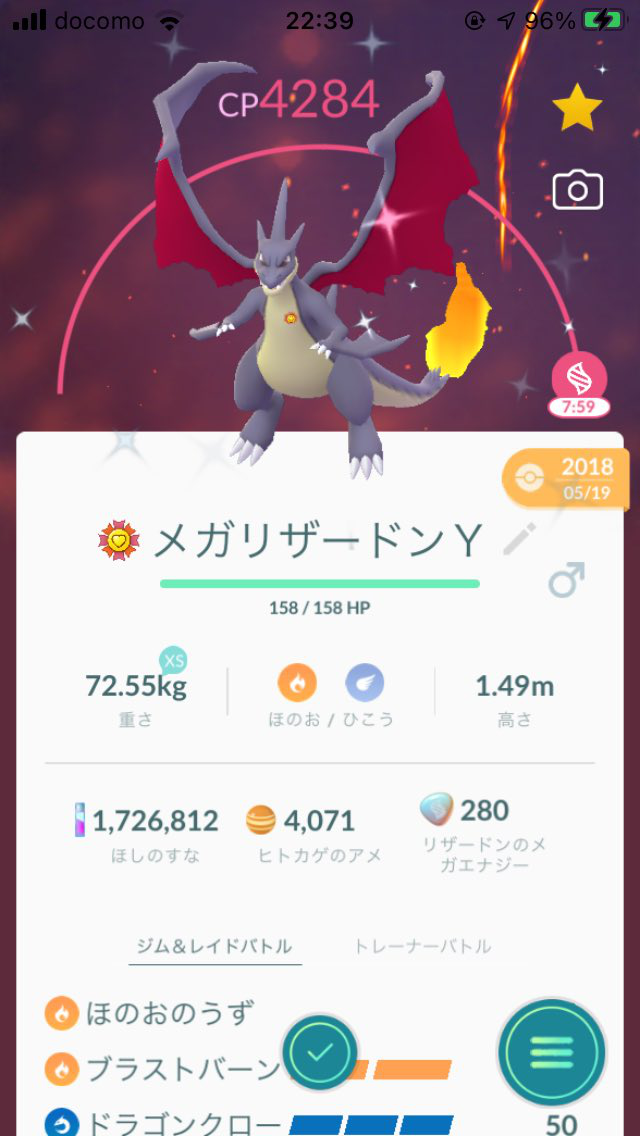 docomo 22:39 96%
CP4284
7:59
2018
05/19
メガリザードンY
158 / 158 HP
XS
72.55kg
重さ
ほのお / ひこう
1.49m
高さ
1,726,812
ほしのすな
4,071
ヒトカゲのアメ
280
リザードンのメ
ガエナジー
ジム＆レイドバトル
トレーナーバトル
ほのおのうず
ブラストバーン
ドラゴンクロー 50